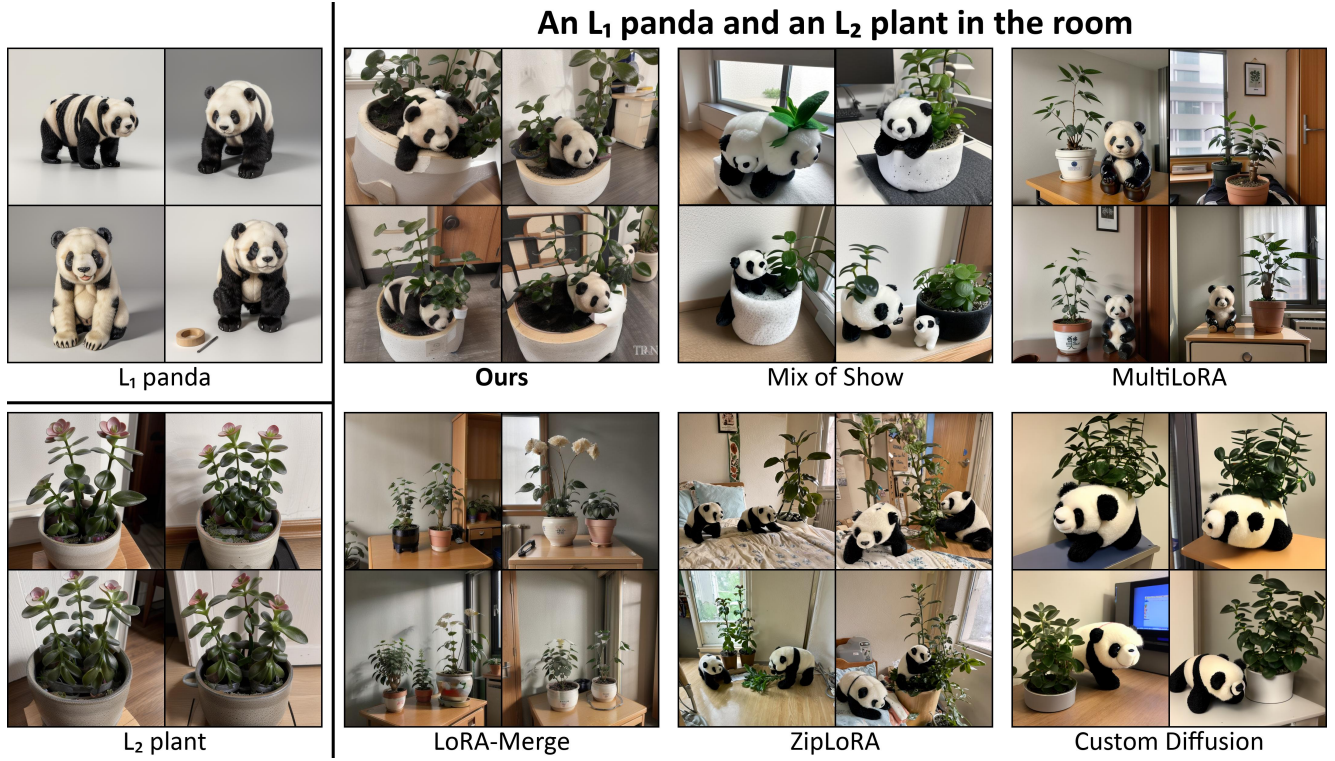 An L₁ panda and an L₂ plant in the room
L₁ panda
Ours
Mix of Show
MultiLoRA
L₂ plant
LoRA-Merge
ZipLoRA
Custom Diffusion